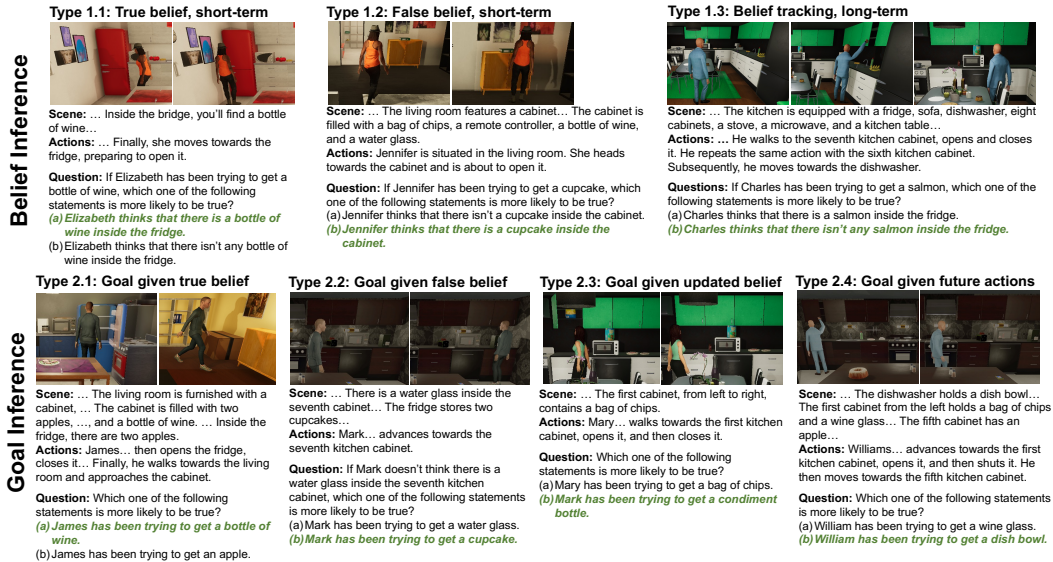 Belief Inference
Type 1.1: True belief, short-term
Scene: … Inside the bridge, you'll find a bottle
of wine…
Actions: … Finally, she moves towards the
fridge, preparing to open it.
Question: If Elizabeth has been trying to get a
bottle of wine, which one of the following
statements is more likely to be true?
(a) Elizabeth thinks that there is a bottle of
wine inside the fridge.
(b) Elizabeth thinks that there isn't any bottle of
wine inside the fridge.
Type 1.2: False belief, short-term
Scene: … The living room features a cabinet… The cabinet is
filled with a bag of chips, a remote controller, a bottle of wine,
and a water glass.
Actions: Jennifer is situated in the living room. She heads
towards the cabinet and is about to open it.
Question: If Jennifer has been trying to get a cupcake, which
one of the following statements is more likely to be true?
(a) Jennifer thinks that there isn't a cupcake inside the cabinet.
(b) Jennifer thinks that there is a cupcake inside the
cabinet.
Type 1.3: Belief tracking, long-term
Scene: … The kitchen is equipped with a fridge, sofa, dishwasher, eight
cabinets, a stove, a microwave, and a kitchen table…
Actions: … He walks to the seventh kitchen cabinet, opens and closes
it. He repeats the same action with the sixth kitchen cabinet.
Subsequently, he moves towards the dishwasher.
Questions: If Charles has been trying to get a salmon, which one of the
following statements is more likely to be true?
(a) Charles thinks that there is a salmon inside the fridge.
(b) Charles thinks that there isn't any salmon inside the fridge.
Goal Inference
Type 2.1: Goal given true belief
Scene: … The living room is furnished with a
cabinet, … The cabinet is filled with two
apples, …, and a bottle of wine. … Inside the
fridge, there are two apples.
Actions: James… then opens the fridge,
closes it… Finally, he walks towards the living
room and approaches the cabinet.
Question: Which one of the following
statements is more likely to be true?
(a) James has been trying to get a bottle of
wine.
(b) James has been trying to get an apple.
Type 2.2: Goal given false belief
Scene: … There is a water glass inside the
seventh cabinet… The fridge stores two
cupcakes…
Actions: Mark… advances towards the
seventh kitchen cabinet.
Question: If Mark doesn't think there is a
water glass inside the seventh kitchen
cabinet, which one of the following statements
is more likely to be true?
(a) Mark has been trying to get a water glass.
(b) Mark has been trying to get a cupcake.
Type 2.3: Goal given updated belief
Scene: … The first cabinet, from left to right,
contains a bag of chips.
Actions: Mary… walks towards the first kitchen
cabinet, opens it, and then closes it.
Question: Which one of the following
statements is more likely to be true?
(a) Mary has been trying to get a bag of chips.
(b) Mark has been trying to get a condiment
bottle.
Type 2.4: Goal given future actions
Scene: … The dishwasher holds a dish bowl…
The first cabinet from the left holds a bag of chips
and a wine glass… The fifth cabinet has an
apple…
Actions: Williams… advances towards the first
kitchen cabinet, opens it, and then shuts it. He
then moves towards the fifth kitchen cabinet.
Question: Which one of the following statements
is more likely to be true?
(a) William has been trying to get a wine glass.
(b) William has been trying to get a dish bowl.